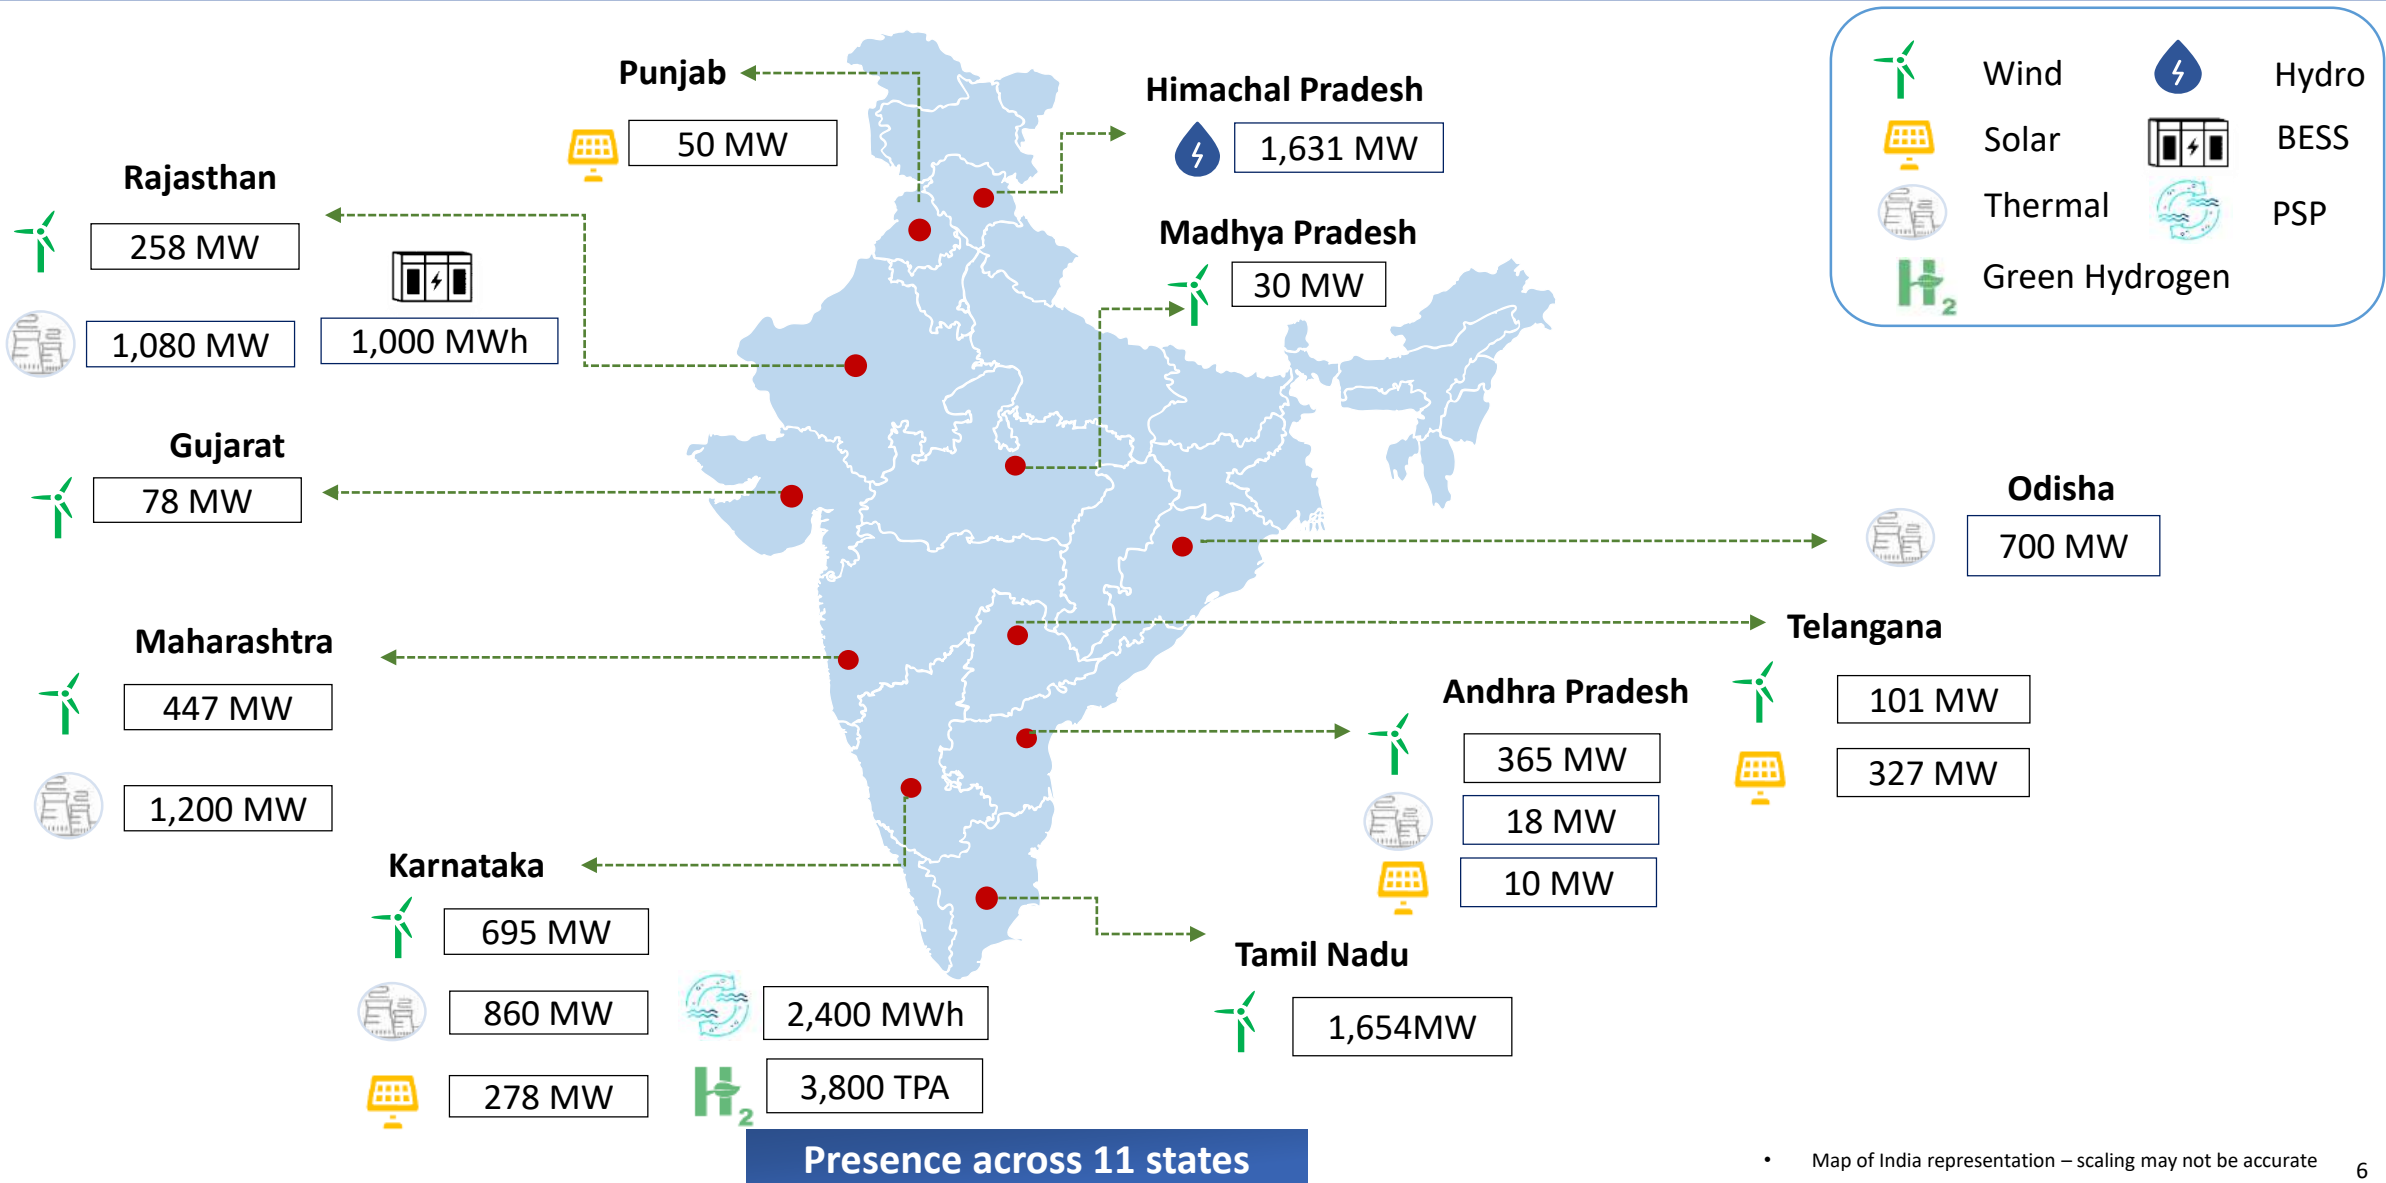 Punjab
50 MW
Himachal Pradesh
1,631 MW
Wind
Hydro
Solar
BESS
Thermal
PSP
Green Hydrogen
H2
Rajasthan
258 MW
1,080 MW
1,000 MWh
Madhya Pradesh
30 MW
Gujarat
78 MW
Odisha
700 MW
Maharashtra
447 MW
1,200 MW
Telangana
101 MW
327 MW
Andhra Pradesh
365 MW
18 MW
10 MW
Karnataka
695 MW
860 MW
2,400 MWh
278 MW
H2
3,800 TPA
Tamil Nadu
1,654MW
Presence across 11 states
• Map of India representation – scaling may not be accurate
6